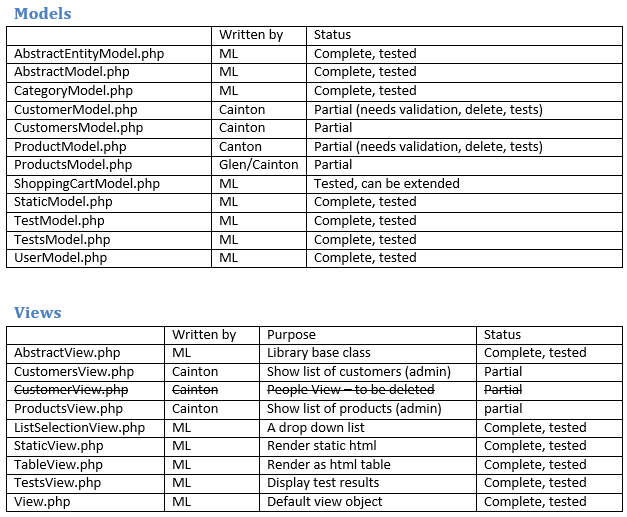 Models
Written by Status
AbstractEntityModel.php ML Complete, tested
AbstractModel.php ML Complete, tested
CategoryModel.php ML Complete, tested
CustomerModel.php Cainton Partial (needs validation, delete, tests)
CustomersModel.php Cainton Partial
ProductModel.php Canton Partial (needs validation, delete, tests)
ProductsModel.php Glen/Cainton Partial
ShoppingCartModel.php ML Tested, can be extended
StaticModel.php ML Complete, tested
TestModel.php ML Complete, tested
TestsModel.php ML Complete, tested
UserModel.php ML Complete, tested
Views
Written by Purpose Status
AbstractView.php ML Library base class Complete, tested
CustomersView.php Cainton Show list of customers (admin) Partial
CustomerView.php Cainton People View – to be deleted Partial
ProductsView.php Cainton Show list of products (admin) partial
ListSelectionView.php ML A drop down list Complete, tested
StaticView.php ML Render static html Complete, tested
TableView.php ML Render as html table Complete, tested
TestsView.php ML Display test results Complete, tested
View.php ML Default view object Complete, tested